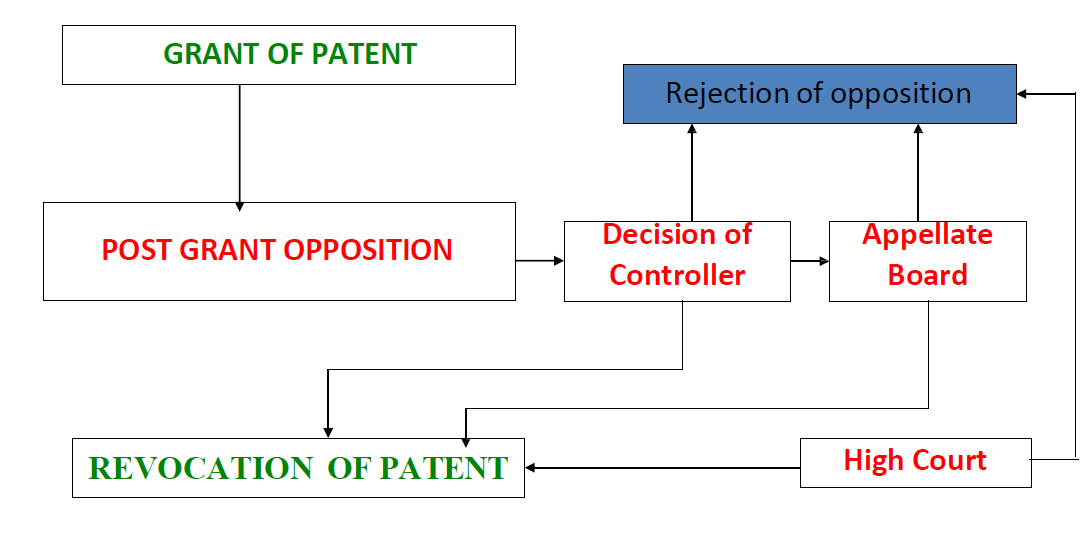 GRANT OF PATENT
Rejection of opposition
POST GRANT OPPOSITION
Decision of
Controller
Appellate
Board
REVOCATION OF PATENT
High Court